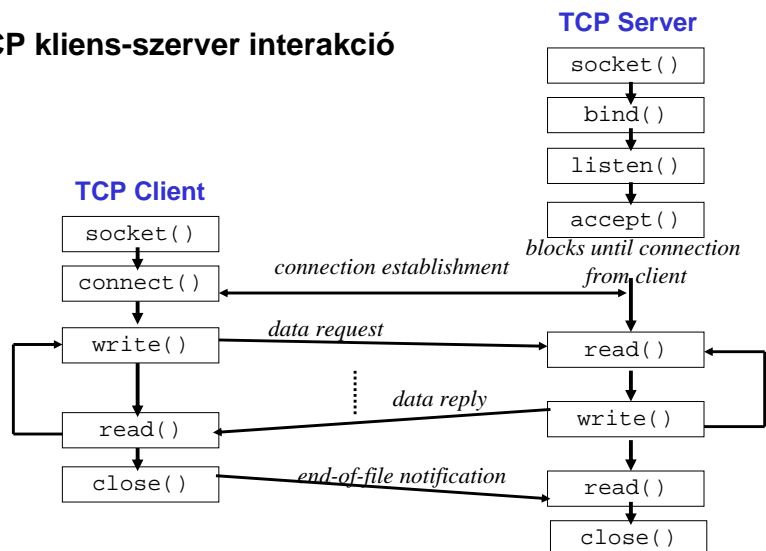 CP kliens-szerver interakció
TCP Server
socket()
bind()
listen()
accept()
blocks until connection
from client
TCP Client
socket()
connect()
connection establishment
write()
data request
read()
data reply
write()
read()
close()
end-of-file notification
read()
close()